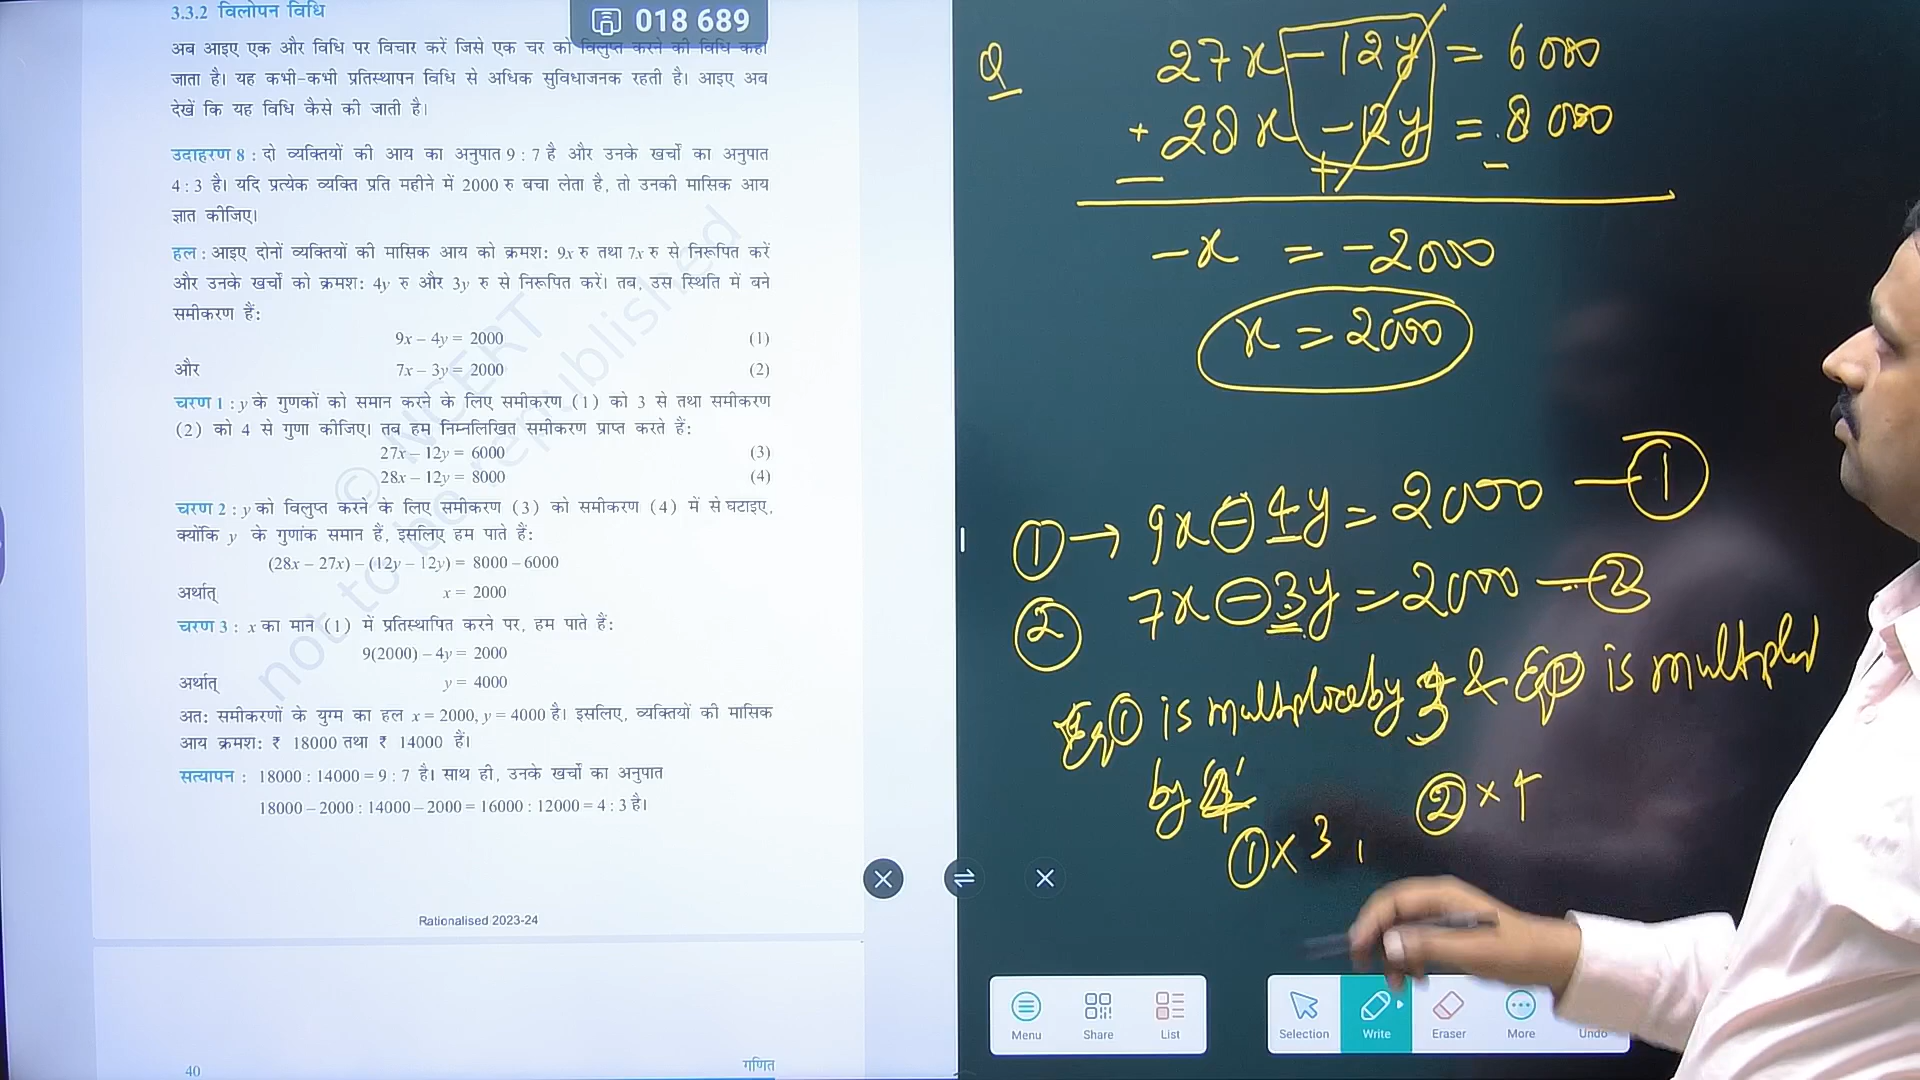 3.3.2 विलोपन विधि
018 689
अब आइए एक और विधि पर विचार करें जिसे एक चर को विलुप्त करने की विधि कहा
जाता है। यह कभी-कभी प्रतिस्थापन विधि से अधिक सुविधाजनक रहती है। आइए अब
देखें कि यह विधि कैसे की जाती है।
उदाहरण 8 : दो व्यक्तियों की आय का अनुपात 9 : 7 है और उनके खर्चों का अनुपात
4 : 3 है। यदि प्रत्येक व्यक्ति प्रति महीने में 2000 रु बचा लेता है, तो उनकी मासिक आय
ज्ञात कीजिए।
हल : आइए दोनों व्यक्तियों की मासिक आय को क्रमश: 9x रु तथा 7x रु से निरूपित करें
और उनके खर्चों को क्रमश: 4y रु और 3y रु से निरूपित करें। तब, उस स्थिति में बने
समीकरण हैं:
9x – 4y = 2000 (1)
और 7x – 3y = 2000 (2)
चरण 1 : y के गुणकों को समान करने के लिए समीकरण (1) को 3 से तथा समीकरण
(2) को 4 से गुणा कीजिए। तब हम निम्नलिखित समीकरण प्राप्त करते हैं:
27x – 12y = 6000 (3)
28x – 12y = 8000 (4)
चरण 2 : y को विलुप्त करने के लिए समीकरण (3) को समीकरण (4) में से घटाइए,
क्योंकि y के गुणांक समान हैं, इसलिए हम पाते हैं:
(28x – 27x) – (12y – 12y) = 8000 – 6000
अर्थात् x = 2000
चरण 3 : x का मान (1) में प्रतिस्थापित करने पर, हम पाते हैं:
9(2000) – 4y = 2000
अर्थात् y = 4000
अत: समीकरणों के युग्म का हल x = 2000, y = 4000 है। इसलिए, व्यक्तियों की मासिक
आय क्रमश: ₹ 18000 तथा ₹ 14000 हैं।
सत्यापन : 18000 : 14000 = 9 : 7 है। साथ ही, उनके खर्चों का अनुपात
18000 – 2000 : 14000 – 2000 = 16000 : 12000 = 4 : 3 है।
© NCERT
not to be republished
Rationalised 2023-24
40 गणित
Q 27x – 12y = 6000
+ 28x – 12y = 8000
– + –
–x = –2000
x = 2000
① → 9x – 4y = 2000 — ①
② 7x – 3y = 2000 — ②
Eq ① is by 3 & is
by 4
① x 3 , ② x 4
Menu Share List Selection Write Eraser More Undo